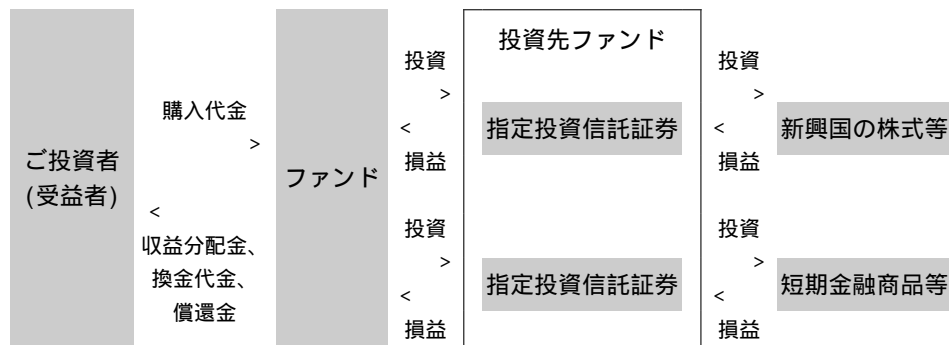 ご投資者
(受益者)
購入代金
>
<
収益分配金、
換金代金、
償還金
ファンド
投資
>
<
損益
投資
>
<
損益
投資先ファンド
指定投資信託証券
指定投資信託証券
投資
>
<
損益
投資
>
<
損益
新興国の株式等
短期金融商品等